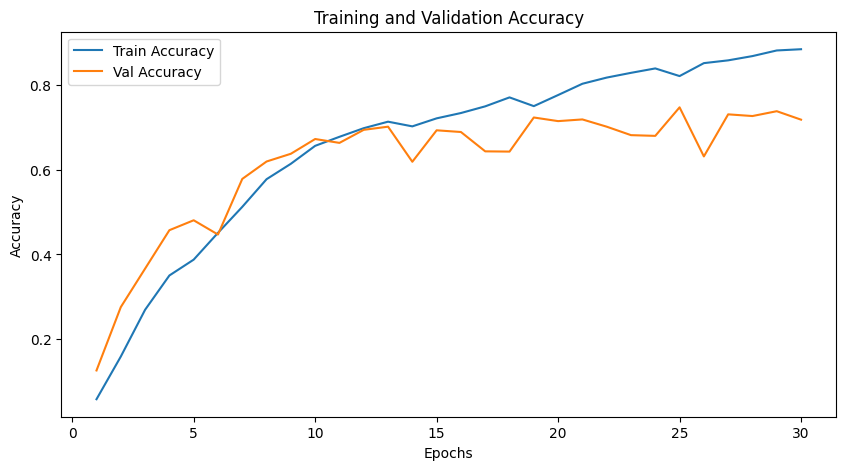 Training and Validation Accuracy
Train Accuracy
Val Accuracy
Accuracy
0.8
0.6
0.4
0.2
0 5 10 15 20 25 30
Epochs